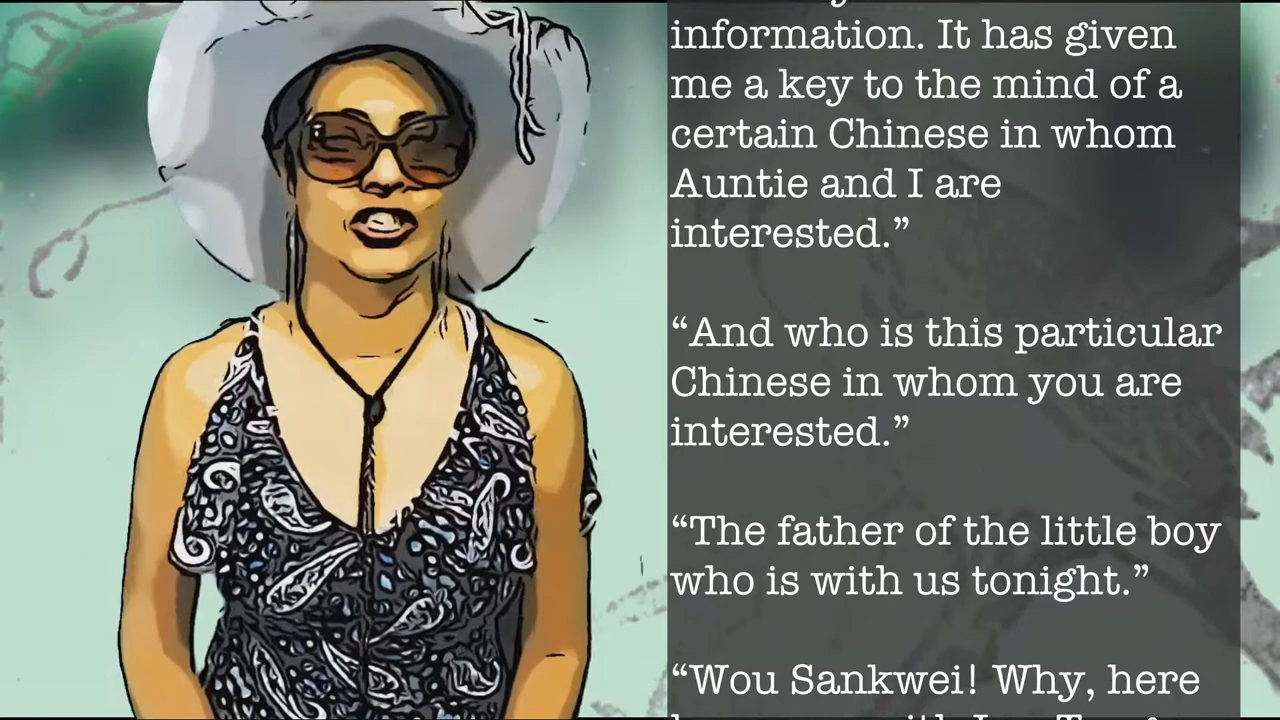 information. It has given
me a key to the mind of a
certain Chinese in whom
Auntie and I are
interested.”
“And who is this particular
Chinese in whom you are
interested.”
“The father of the little boy
who is with us tonight.”
“Wou Sankwei! Why, here